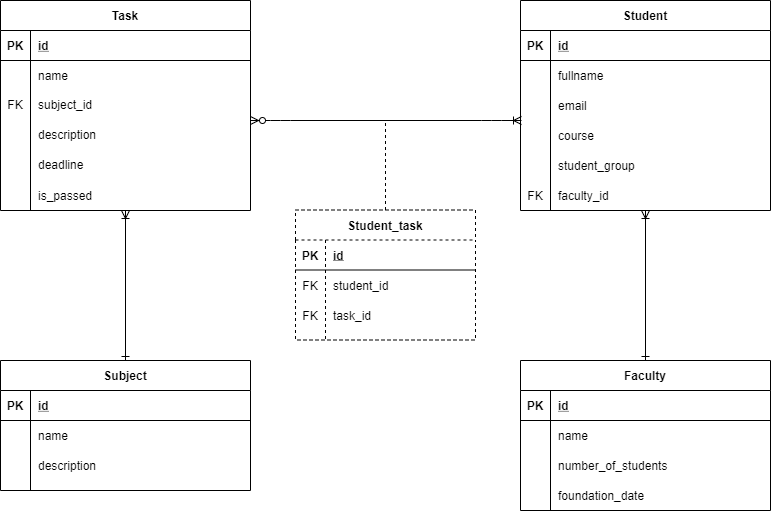 Task
PK id
name
FK subject_id
description
deadline
is_passed
Student
PK id
fullname
email
course
student_group
FK faculty_id
Student_task
PK id
FK student_id
FK task_id
Subject
PK id
name
description
Faculty
PK id
name
number_of_students
foundation_date